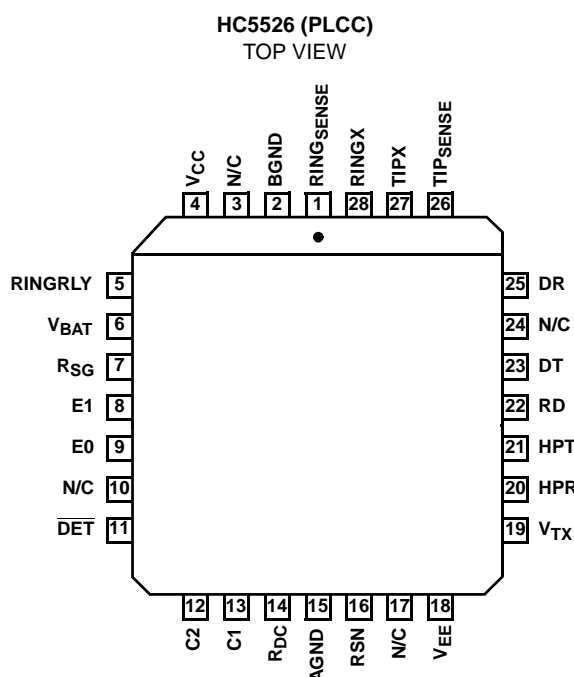 HC5526 (PLCC)
TOP VIEW
VCC
N/C
BGND
RINGSENSE
RINGX
TIPX
TIPSENSE
4
3
2
1
28
27
26
RINGRLY 5
VBAT 6
RSG 7
E1 8
E0 9
N/C 10
DET 11
25 DR
24 N/C
23 DT
22 RD
21 HPT
20 HPR
19 VTX
12
13
14
15
16
17
18
C2
C1
RDC
AGND
RSN
N/C
VEE